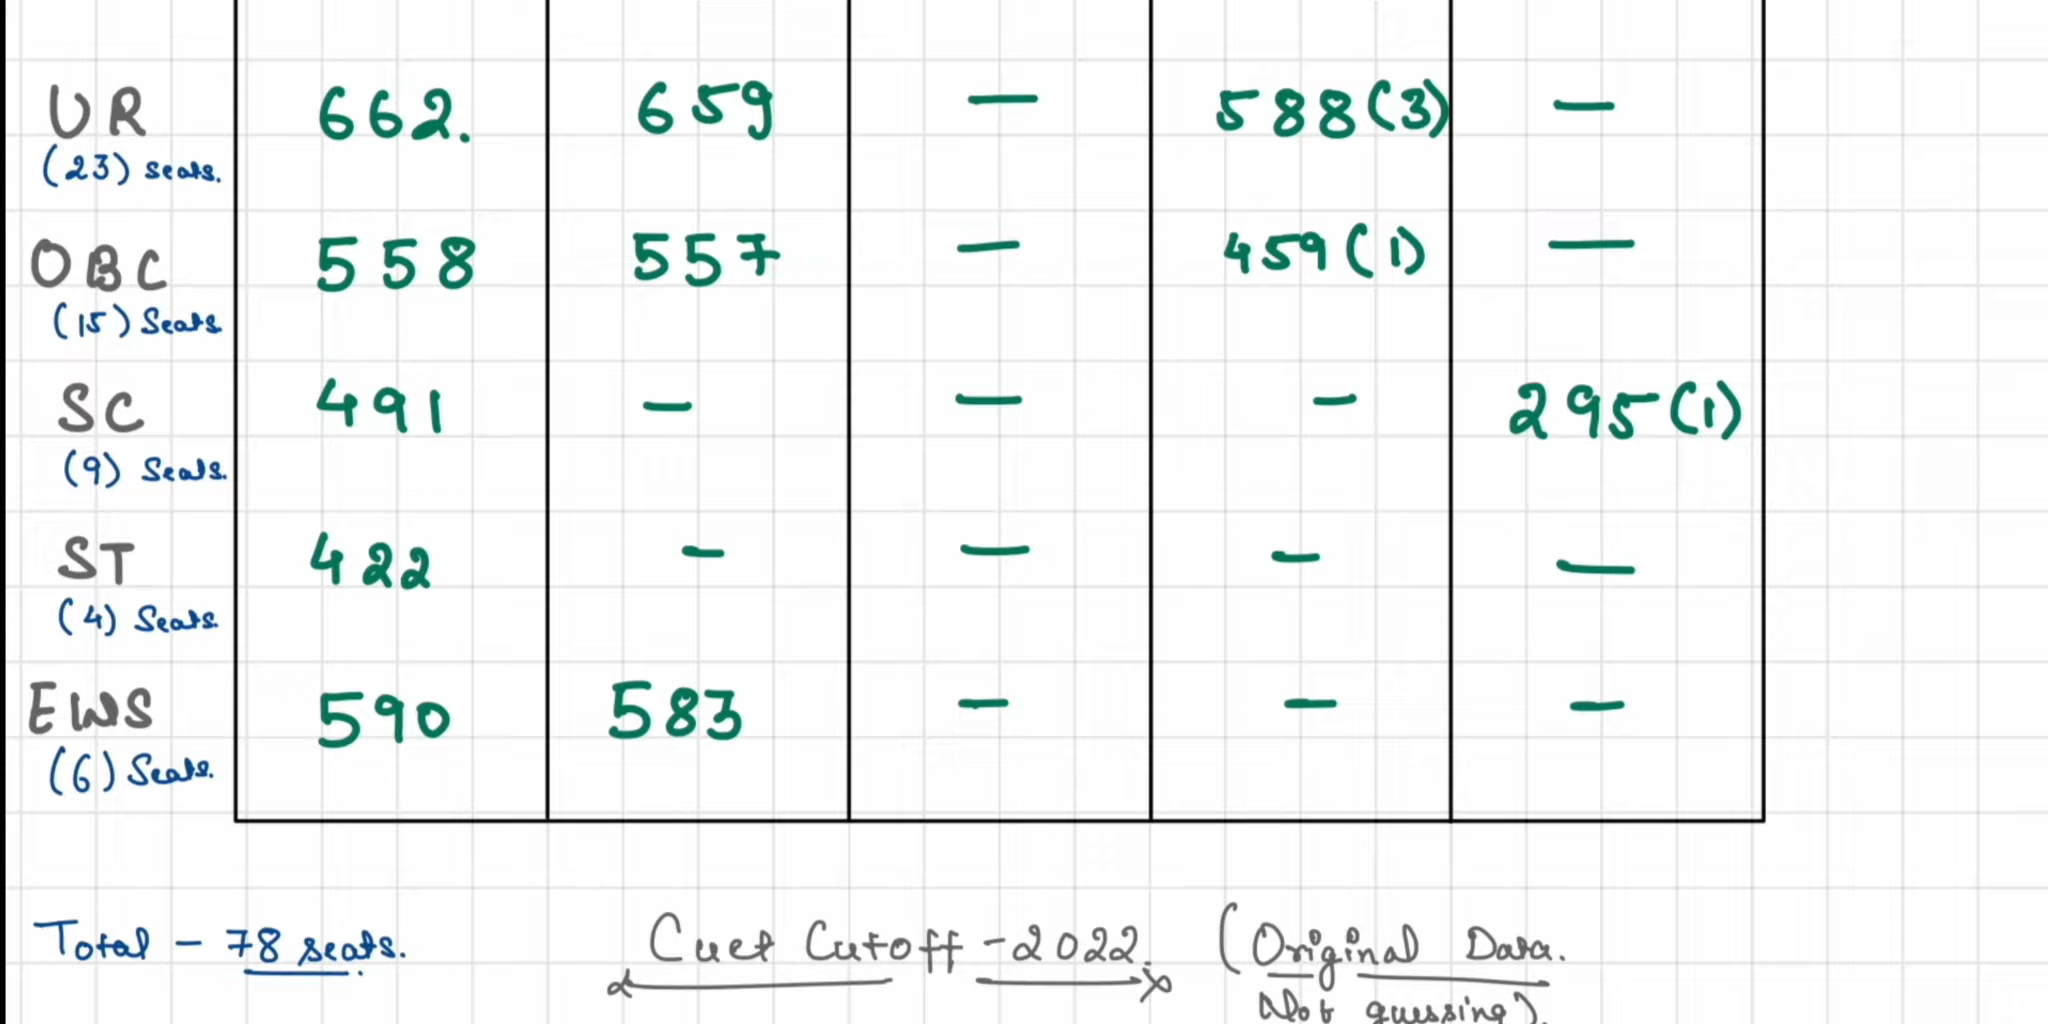 UR 662. 659 — 588(3) —
(23) seats.
OBC 558 557 — 459(1) —
(15) Seats.
SC 491 - — - 295(1)
(9) Seats.
ST 422 - — - —
(4) Seats.
EWS 590 583 - - -
(6) Seats.
Total - 78 seats. Cuet Cutoff - 2022. (Original Data.
Not guessing).